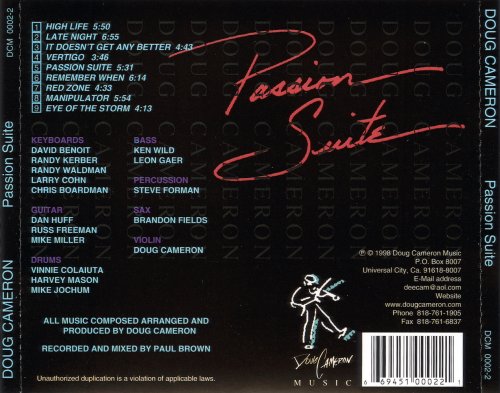 DOUG CAMERON Passion Suite DCM 0002-2
1 HIGH LIFE 5:50
2 LATE NIGHT 6:55
3 IT DOESN'T GET ANY BETTER 4:43
4 VERTIGO 3:46
5 PASSION SUITE 5:31
6 REMEMBER WHEN 6:14
7 RED ZONE 4:33
8 MANIPULATOR 5:54
9 EYE OF THE STORM 4:13
Passion
Suite
KEYBOARDS
DAVID BENOIT
RANDY KERBER
RANDY WALDMAN
LARRY COHN
CHRIS BOARDMAN
GUITAR
DAN HUFF
RUSS FREEMAN
MIKE MILLER
DRUMS
VINNIE COLAIUTA
HARVEY MASON
MIKE JOCHUM
BASS
KEN WILD
LEON GAER
PERCUSSION
STEVE FORMAN
SAX
BRANDON FIELDS
VIOLIN
DOUG CAMERON
ALL MUSIC COMPOSED ARRANGED AND
PRODUCED BY DOUG CAMERON
RECORDED AND MIXED BY PAUL BROWN
Unauthorized duplication is a violation of applicable laws.
℗ © 1998 Doug Cameron Music
P.O. Box 8007
Universal City, Ca. 91618-8007
E-Mail address
deecam@aol.com
Website
www.dougcameron.com
Phone 818-761-1905
Fax 818-761-6837
Doug Cameron
MUSIC
6 69451 00022 1
DOUG CAMERON Passion Suite DCM 0002-2